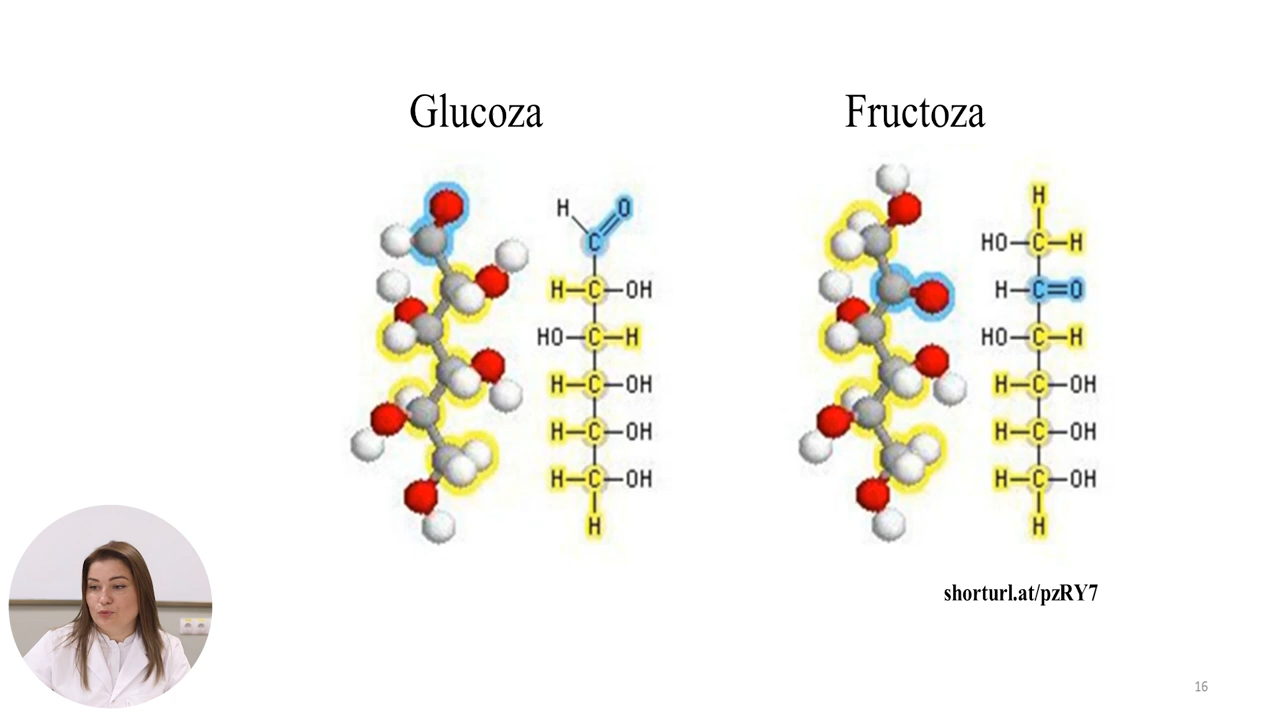 Glucoza
Fructoza
H O
C
H—C—OH
HO—C—H
H—C—OH
H—C—OH
H—C—OH
H
H
HO—C—H
H—C=O
HO—C—H
H—C—OH
H—C—OH
H—C—OH
H
shorturl.at/pzRY7
16